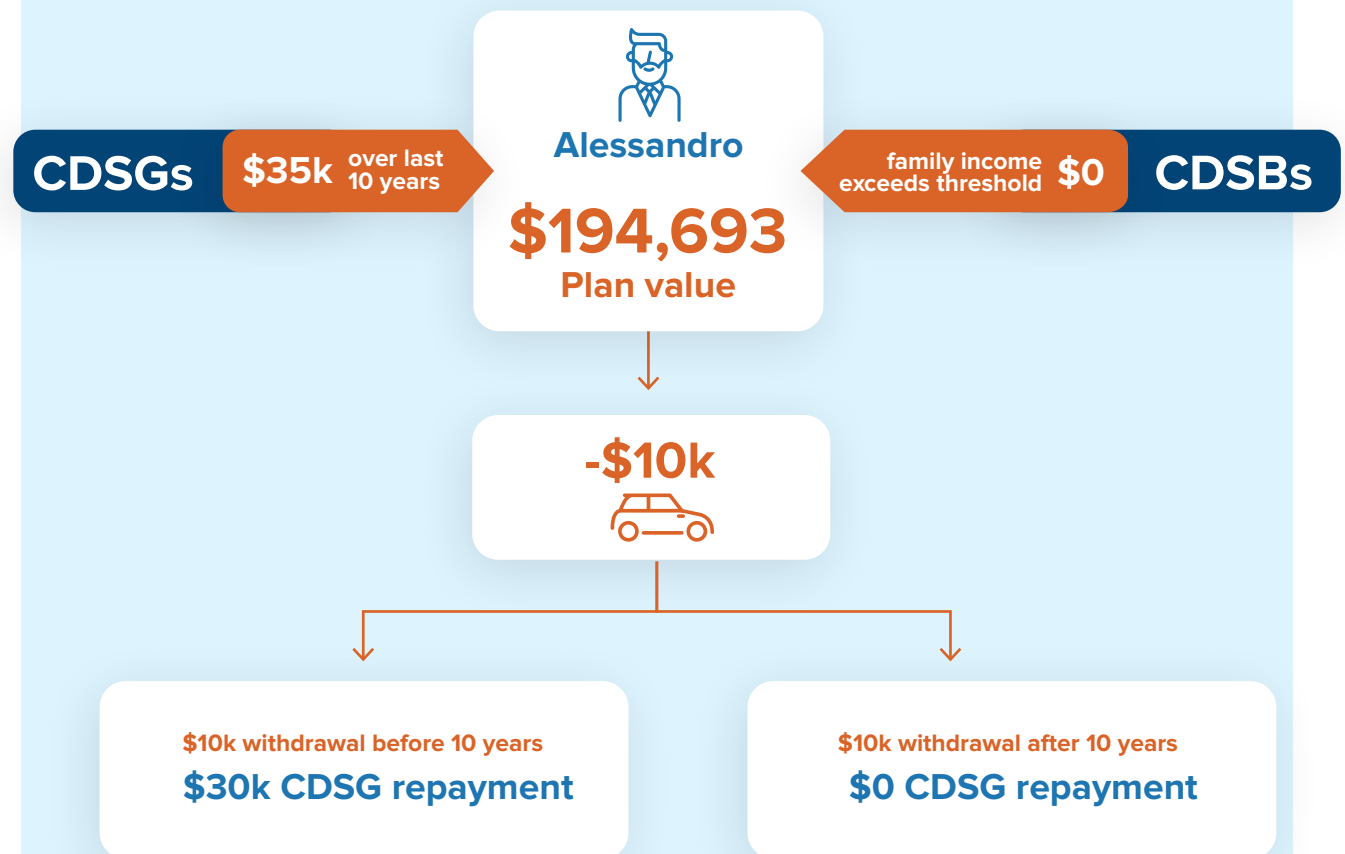 Alessandro
CDSGs
$35k
over last
10 years
family income
exceeds threshold
$0
CDSBs
$194,693
Plan value
-$10k
$10k withdrawal before 10 years
$30k CDSG repayment
$10k withdrawal after 10 years
$0 CDSG repayment